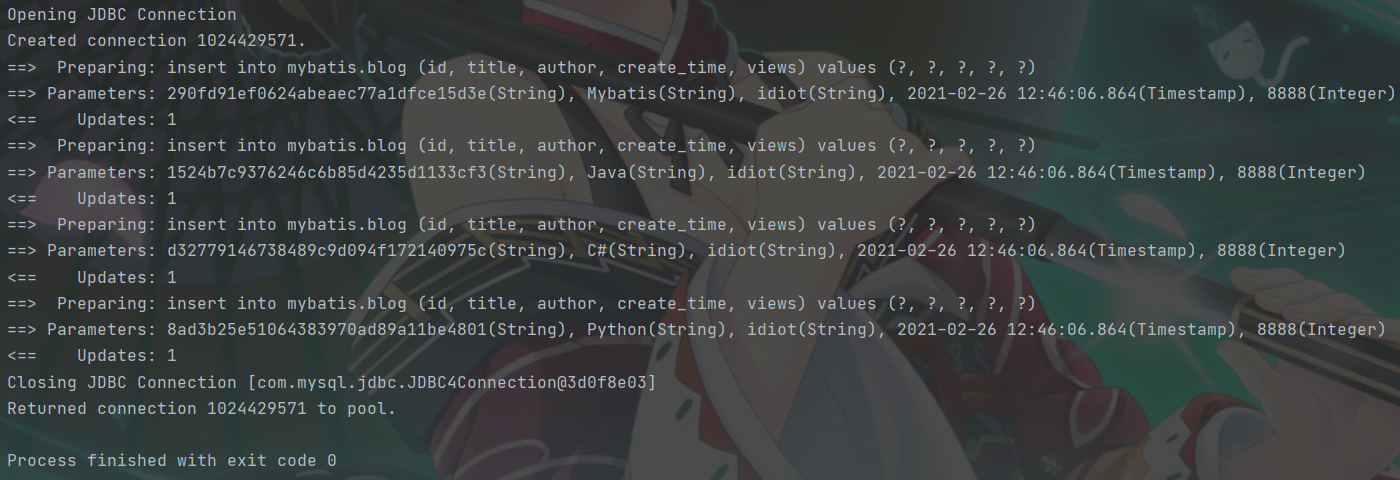 Opening JDBC Connection
Created connection 1024429571.
==>  Preparing: insert into mybatis.blog (id, title, author, create_time, views) values (?, ?, ?, ?, ?)
==> Parameters: 290fd91ef0624abeaec77a1dfce15d3e(String), Mybatis(String), idiot(String), 2021-02-26 12:46:06.864(Timestamp), 8888(Integer)
<==    Updates: 1
==>  Preparing: insert into mybatis.blog (id, title, author, create_time, views) values (?, ?, ?, ?, ?)
==> Parameters: 1524b7c9376246c6b85d4235d1133cf3(String), Java(String), idiot(String), 2021-02-26 12:46:06.864(Timestamp), 8888(Integer)
<==    Updates: 1
==>  Preparing: insert into mybatis.blog (id, title, author, create_time, views) values (?, ?, ?, ?, ?)
==> Parameters: d32779146738489c9d094f172140975c(String), C#(String), idiot(String), 2021-02-26 12:46:06.864(Timestamp), 8888(Integer)
<==    Updates: 1
==>  Preparing: insert into mybatis.blog (id, title, author, create_time, views) values (?, ?, ?, ?, ?)
==> Parameters: 8ad3b25e51064383970ad89a11be4801(String), Python(String), idiot(String), 2021-02-26 12:46:06.864(Timestamp), 8888(Integer)
<==    Updates: 1
Closing JDBC Connection [com.mysql.jdbc.JDBC4Connection@3d0f8e03]
Returned connection 1024429571 to pool.
Process finished with exit code 0